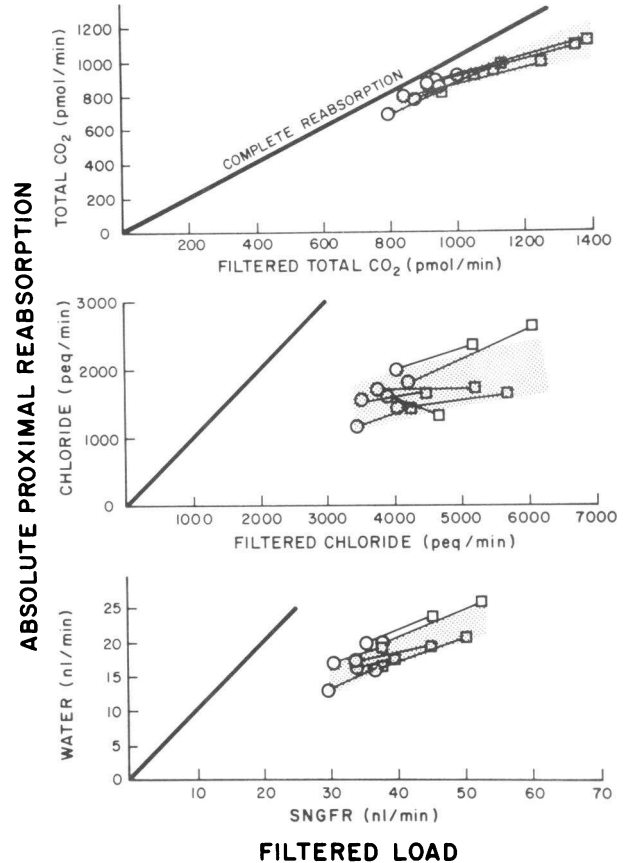 ABSOLUTE PROXIMAL REABSORPTION
TOTAL CO2 (pmol/min)
1200
1000
800
600
400
200
0
COMPLETE REABSORPTION
200 400 600 800 1000 1200 1400
FILTERED TOTAL CO2 (pmol/min)
CHLORIDE (peq/min)
3000
2000
1000
0
1000 2000 3000 4000 5000 6000 7000
FILTERED CHLORIDE (peq/min)
WATER (nl/min)
25
20
15
10
5
0
10 20 30 40 50 60 70
SNGFR (nl/min)
FILTERED LOAD